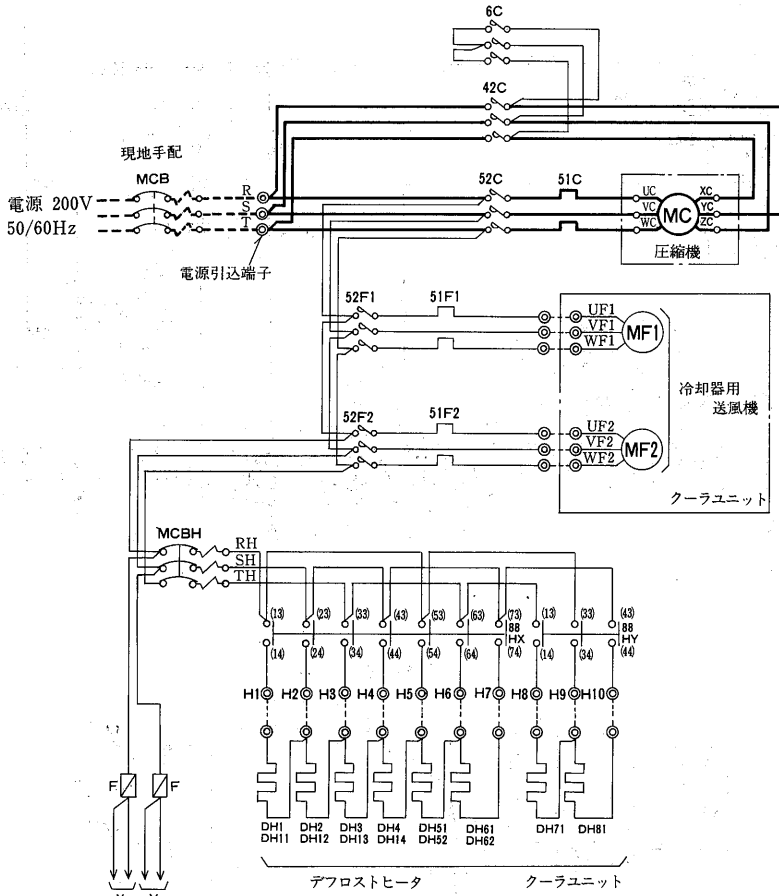 6C
42C
現地手配
MCB
電源 200V
50/60Hz
R
S
T
電源引込端子
52C
51C
UC
VC
WC
MC
XC
YC
ZC
圧縮機
52F1
51F1
UF1
VF1
WF1
MF1
冷却器用
送風機
52F2
51F2
UF2
VF2
WF2
MF2
クーラユニット
MCBH
RH
SH
TH
(13) (23) (33) (43) (53) (63) (73) (13) (33) (43)
88
HX
88
HY
(14) (24) (34) (44) (54) (64) (74) (14) (34) (44)
H1 H2 H3 H4 H5 H6 H7 H8 H9 H10
F F
DH1 DH2 DH3 DH4 DH51 DH61 DH71 DH81
DH11 DH12 DH13 DH14 DH52 DH62
デフロストヒータ クーラユニット